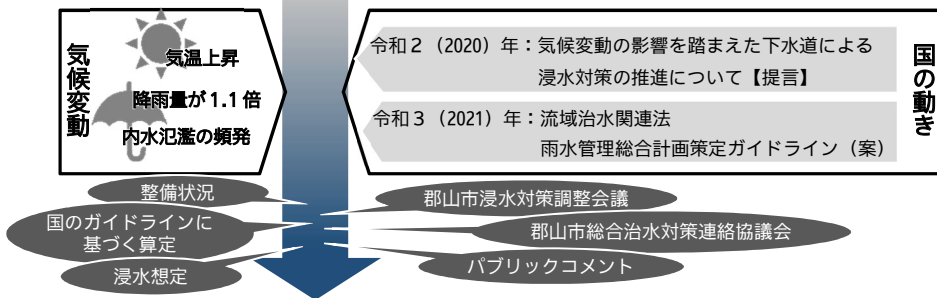 気候変動
気温上昇
降雨量が1.1倍
内水氾濫の頻発
国の動き
令和２（2020）年：気候変動の影響を踏まえた下水道による
浸水対策の推進について【提言】
令和３（2021）年：流域治水関連法
雨水管理総合計画策定ガイドライン（案）
整備状況
国のガイドラインに
基づく算定
浸水想定
郡山市浸水対策調整会議
郡山市総合治水対策連絡協議会
パブリックコメント